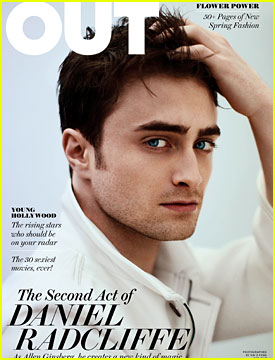 OUT
FLOWER POWER
50+ Pages of New
Spring Fashion
YOUNG
HOLLYWOOD
The rising stars
who should be
on your radar
The 30 sexiest
movies, ever!
The Second Act of
DANIEL
RADCLIFFE
As Allen Ginsberg, he creates a new kind of magic
PHOTOGRAPHED